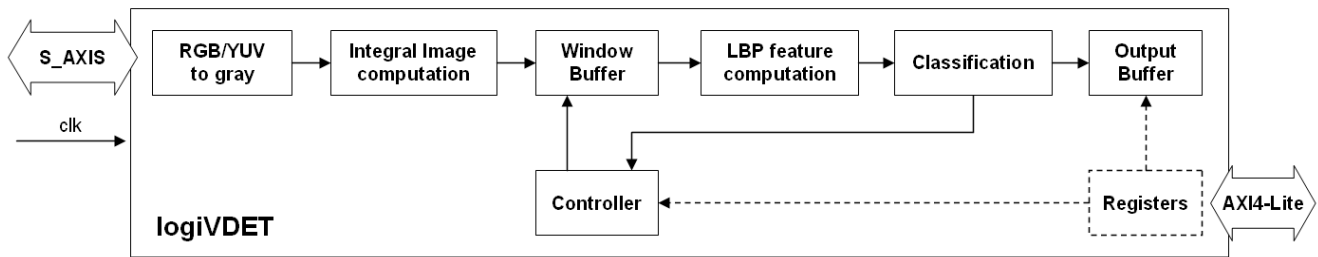 S_AXIS
RGB/YUV
to gray
Integral Image
computation
Window
Buffer
LBP feature
computation
Classification
Output
Buffer
clk
Controller
Registers
AXI4-Lite
logiVDET